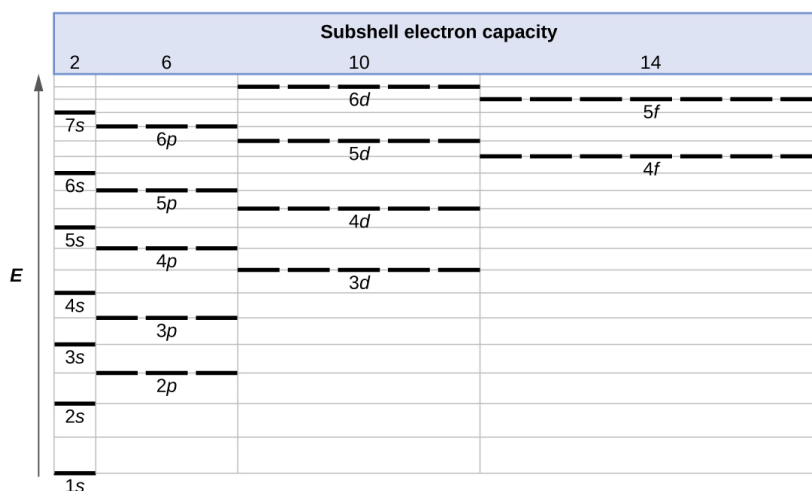 Subshell electron capacity
2 6 10 14
6d
5f
7s
6p
5d
4f
6s
5p
4d
5s
4p
E
3d
4s
3p
3s
2p
2s
1s